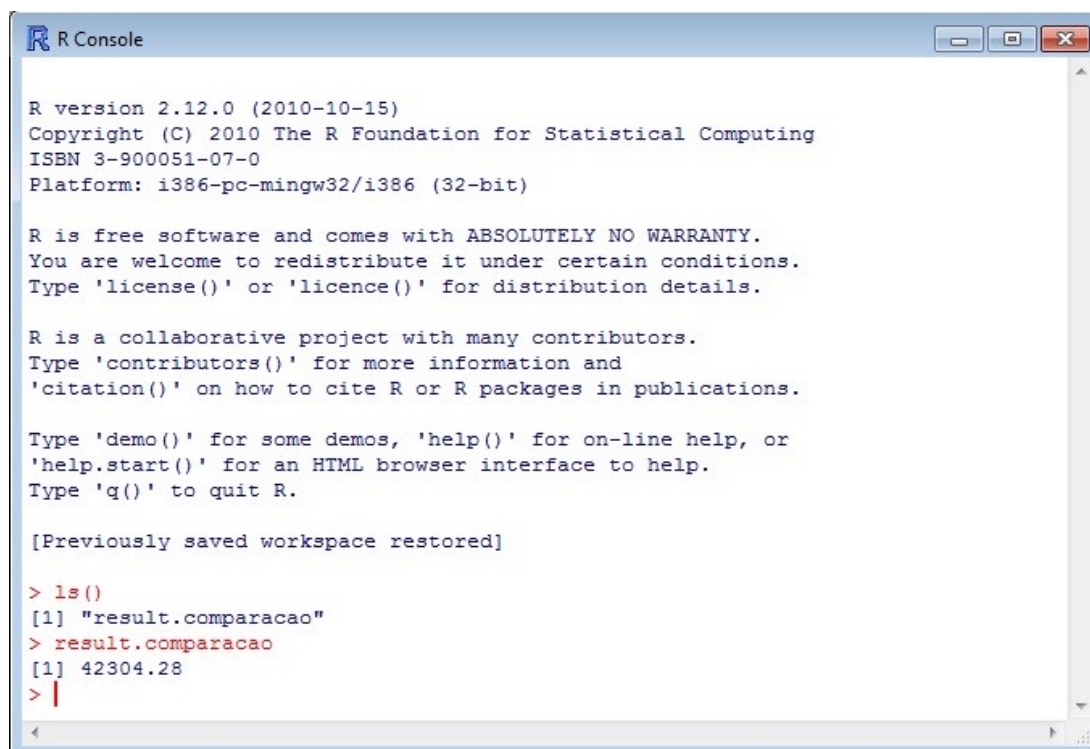 R Console
R version 2.12.0 (2010-10-15)
Copyright (C) 2010 The R Foundation for Statistical Computing
ISBN 3-900051-07-0
Platform: i386-pc-mingw32/i386 (32-bit)
R is free software and comes with ABSOLUTELY NO WARRANTY.
You are welcome to redistribute it under certain conditions.
Type 'license()' or 'licence()' for distribution details.
R is a collaborative project with many contributors.
Type 'contributors()' for more information and
'citation()' on how to cite R or R packages in publications.
Type 'demo()' for some demos, 'help()' for on-line help, or
'help.start()' for an HTML browser interface to help.
Type 'q()' to quit R.
[Previously saved workspace restored]
> ls()
[1] "result.comparacao"
> result.comparacao
[1] 42304.28
>